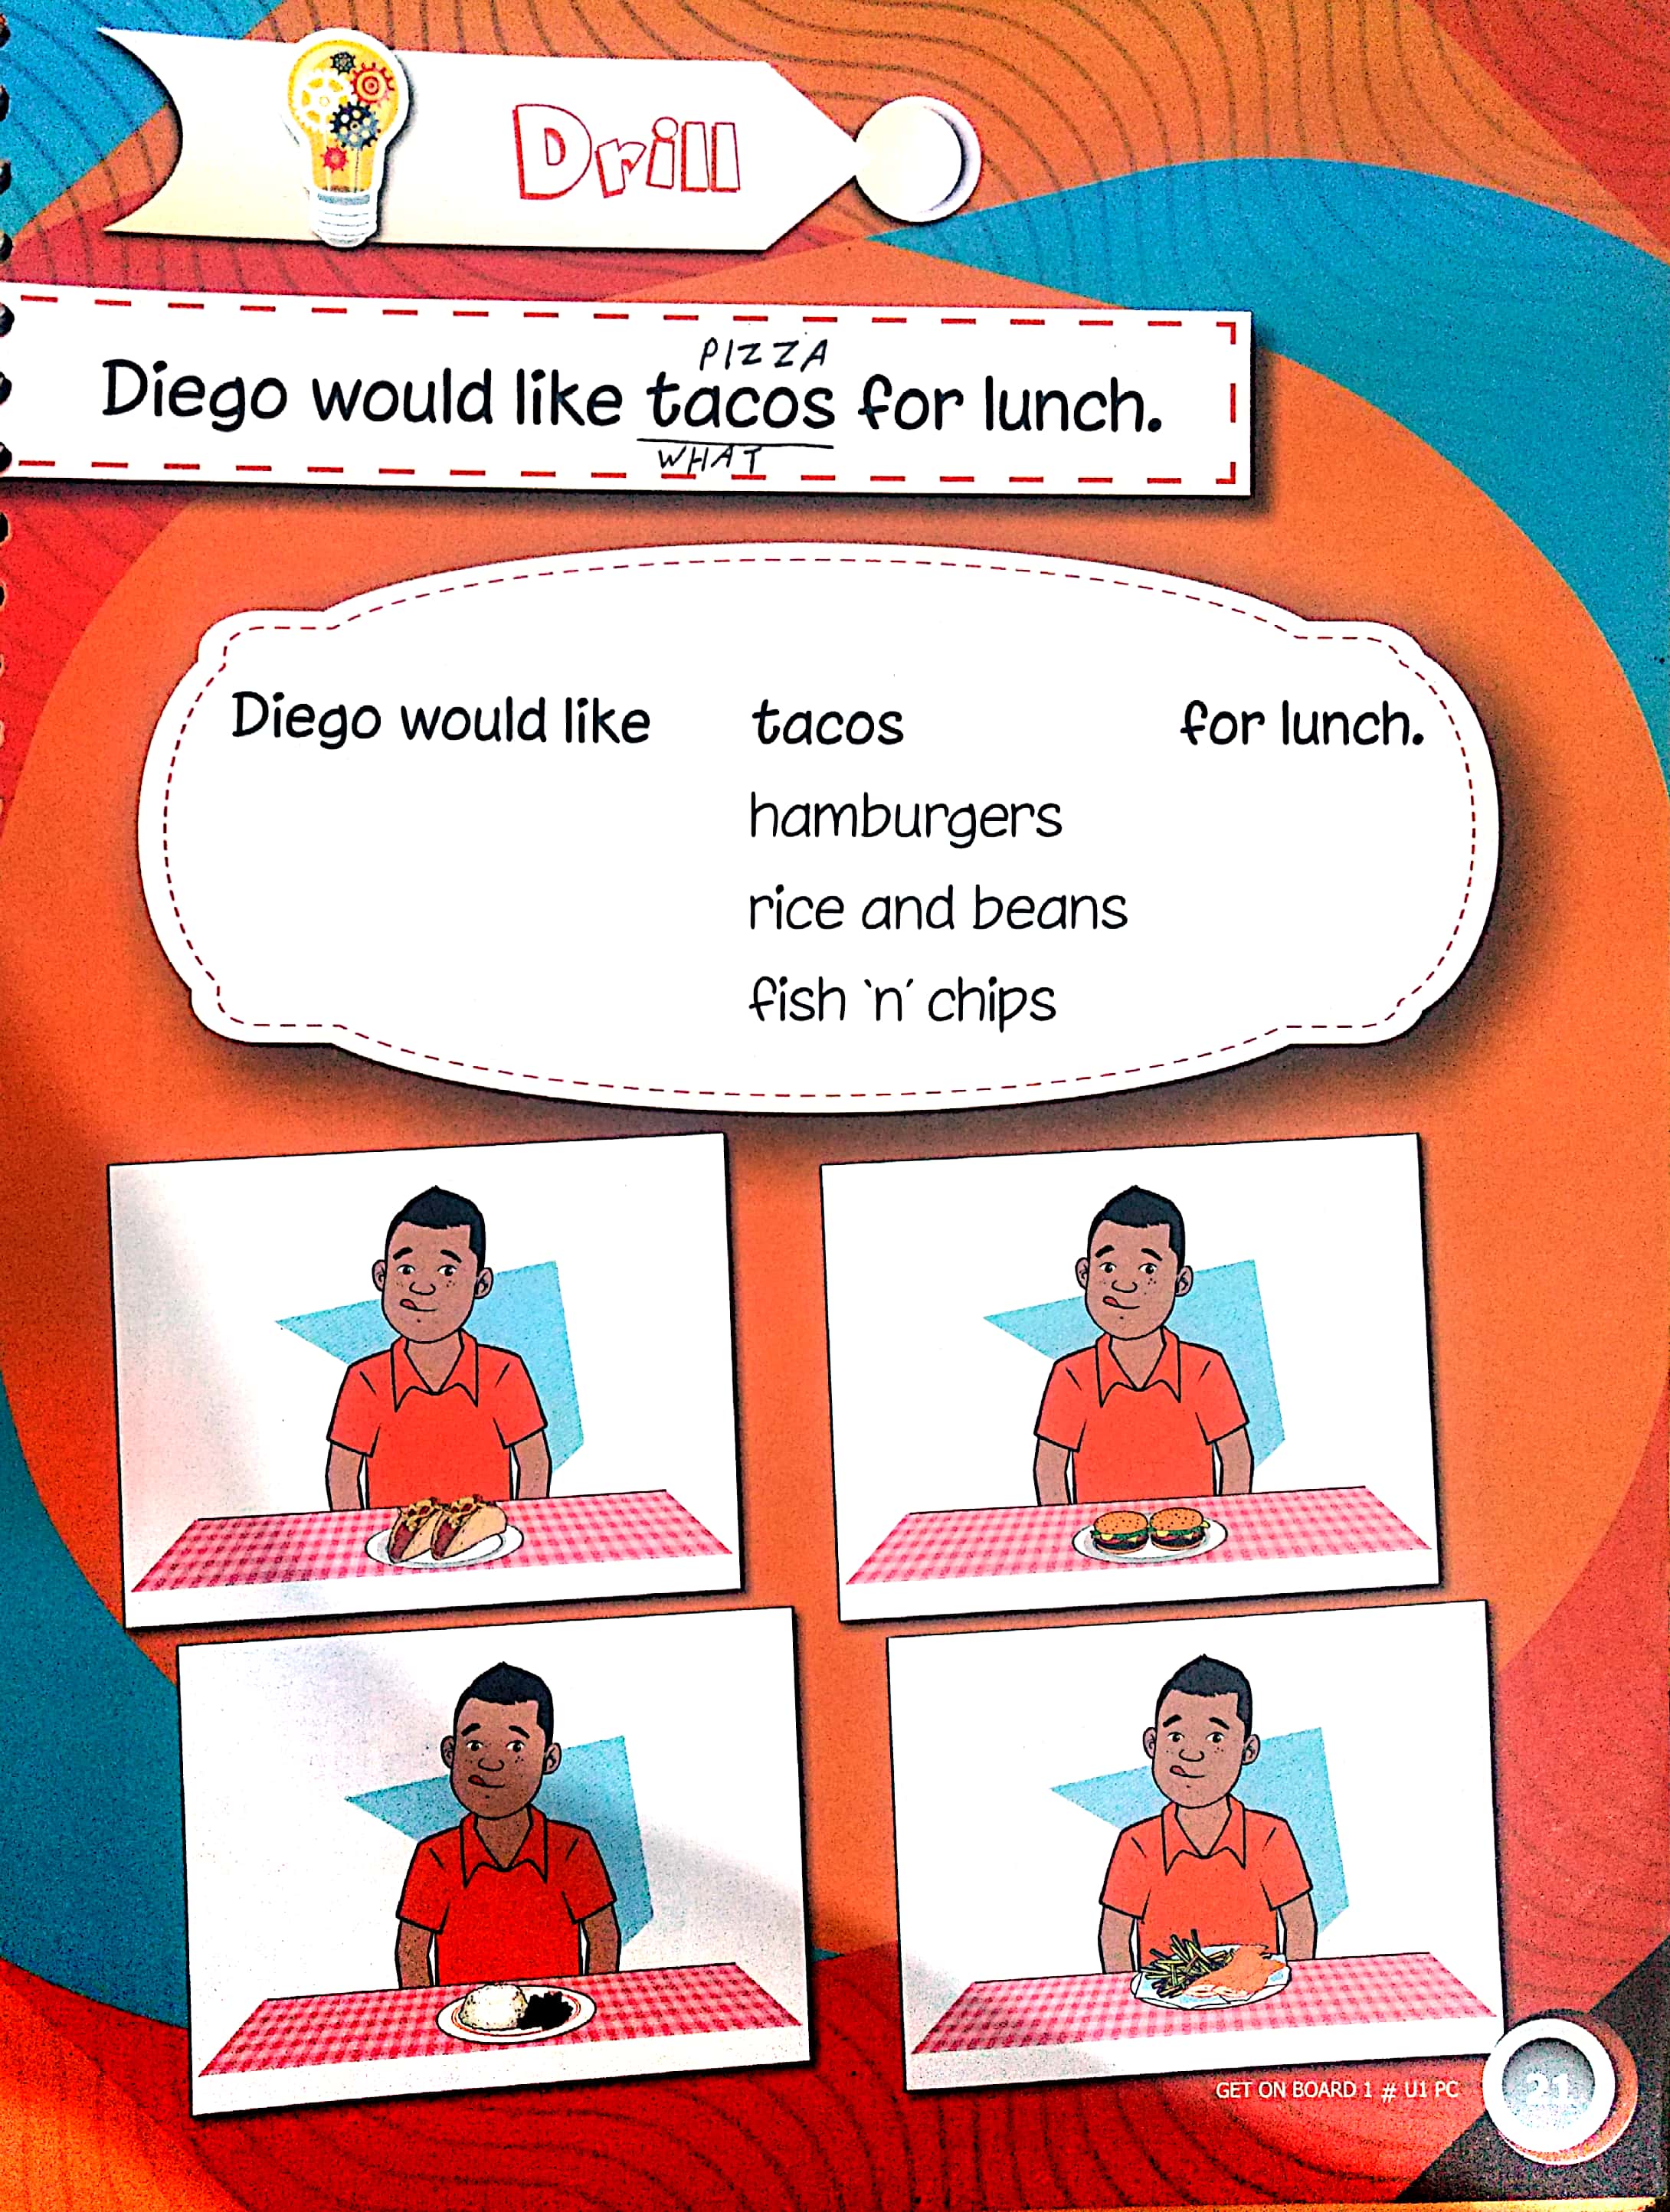 Drill
PIZZA
Diego would like tacos for lunch.
WHAT
Diego would like tacos for lunch.
hamburgers
rice and beans
fish 'n' chips
GET ON BOARD 1 # U1 PC
21